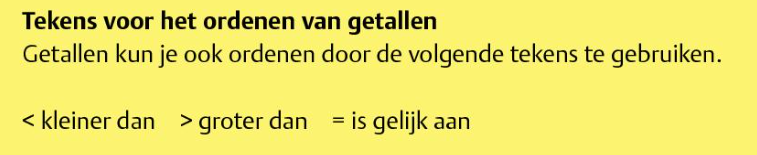 Tekens voor het ordenen van getallen
Getallen kun je ook ordenen door de volgende tekens te gebruiken.
< kleiner dan > groter dan = is gelijk aan